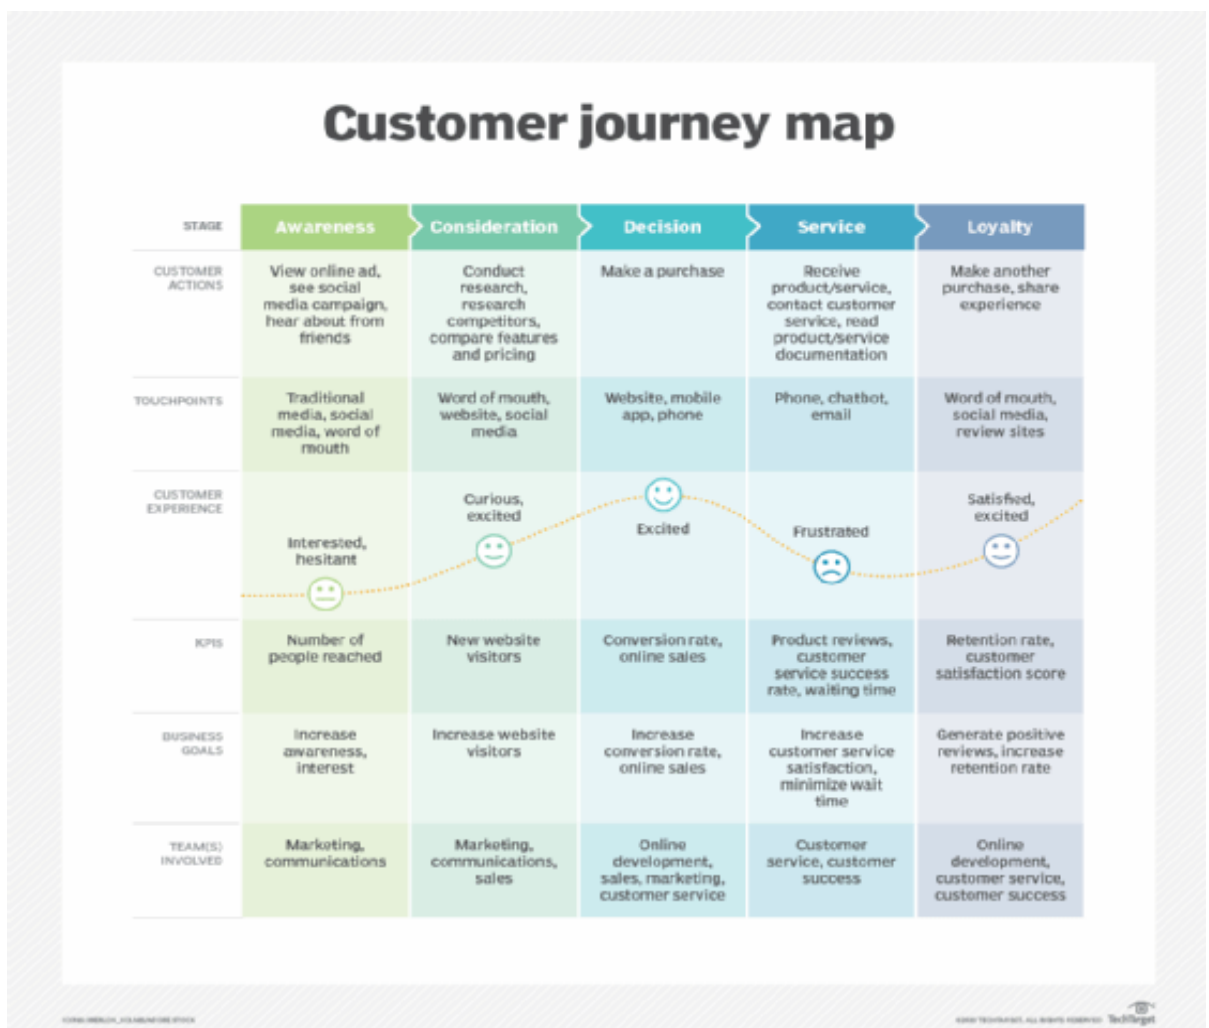 Customer journey map
STAGE
Awareness
Consideration
Decision
Service
Loyalty
CUSTOMER
ACTIONS
View online ad,
see social
media campaign,
hear about from
friends
Conduct
research,
research
competitors,
compare features
and pricing
Make a purchase
Receive
product/service,
contact customer
service, read
product/service
documentation
Make another
purchase, share
experience
TOUCHPOINTS
Traditional
media, social
media, word of
mouth
Word of mouth,
website, social
media
Website, mobile
app, phone
Phone, chatbot,
email
Word of mouth,
social media,
review sites
CUSTOMER
EXPERIENCE
Interested,
hesitant
Curious,
excited
Excited
Frustrated
Satisfied,
excited
KPIS
Number of
people reached
New website
visitors
Conversion rate,
online sales
Product reviews,
customer
service success
rate, waiting time
Retention rate,
customer
satisfaction score
BUSINESS
GOALS
Increase
awareness,
interest
Increase website
visitors
Increase
conversion rate,
online sales
Increase
customer service
satisfaction,
minimize wait
time
Generate positive
reviews, increase
retention rate
TEAM(S)
INVOLVED
Marketing,
communications
Marketing,
communications,
sales
Online
development,
sales, marketing,
customer service
Customer
service, customer
success
Online
development,
customer service,
customer success
TECHTARGET, ALL RIGHTS RESERVED TechTarget